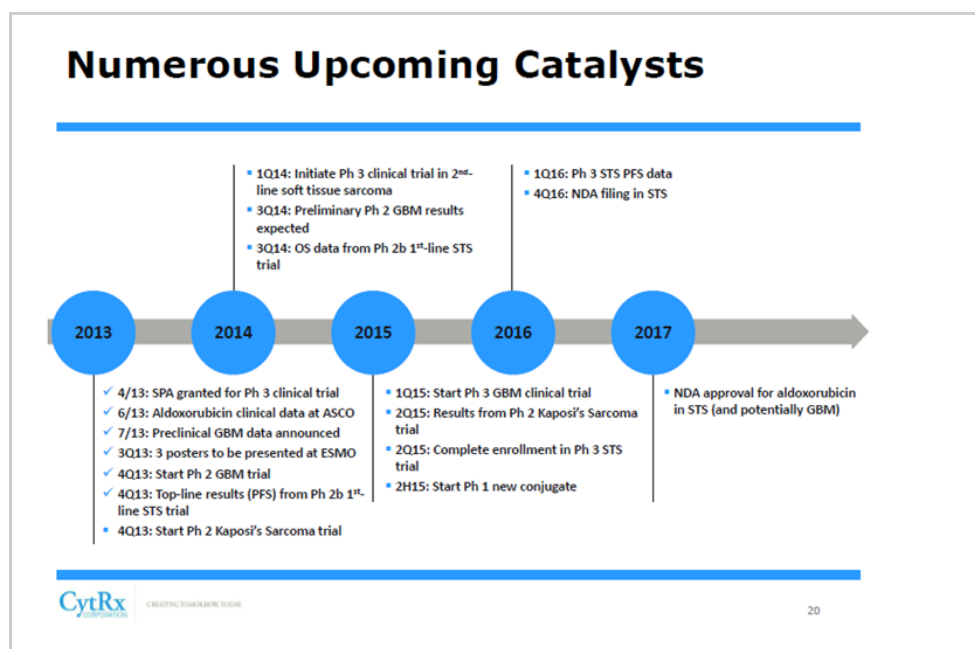 Numerous Upcoming Catalysts
▪ 1Q14: Initiate Ph 3 clinical trial in 2nd-
line soft tissue sarcoma
▪ 3Q14: Preliminary Ph 2 GBM results
expected
▪ 3Q14: OS data from Ph 2b 1st-line STS
trial
▪ 1Q16: Ph 3 STS PFS data
▪ 4Q16: NDA filing in STS
2013
2014
2015
2016
2017
✓ 4/13: SPA granted for Ph 3 clinical trial
✓ 6/13: Aldoxorubicin clinical data at ASCO
✓ 7/13: Preclinical GBM data announced
✓ 3Q13: 3 posters to be presented at ESMO
✓ 4Q13: Start Ph 2 GBM trial
✓ 4Q13: Top-line results (PFS) from Ph 2b 1st-
line STS trial
▪ 4Q13: Start Ph 2 Kaposi's Sarcoma trial
▪ 1Q15: Start Ph 3 GBM clinical trial
▪ 2Q15: Results from Ph 2 Kaposi's Sarcoma
trial
▪ 2Q15: Complete enrollment in Ph 3 STS
trial
▪ 2H15: Start Ph 1 new conjugate
▪ NDA approval for aldoxorubicin
in STS (and potentially GBM)
CytRx
CORPORATION
CREATING TOMORROW TODAY
20